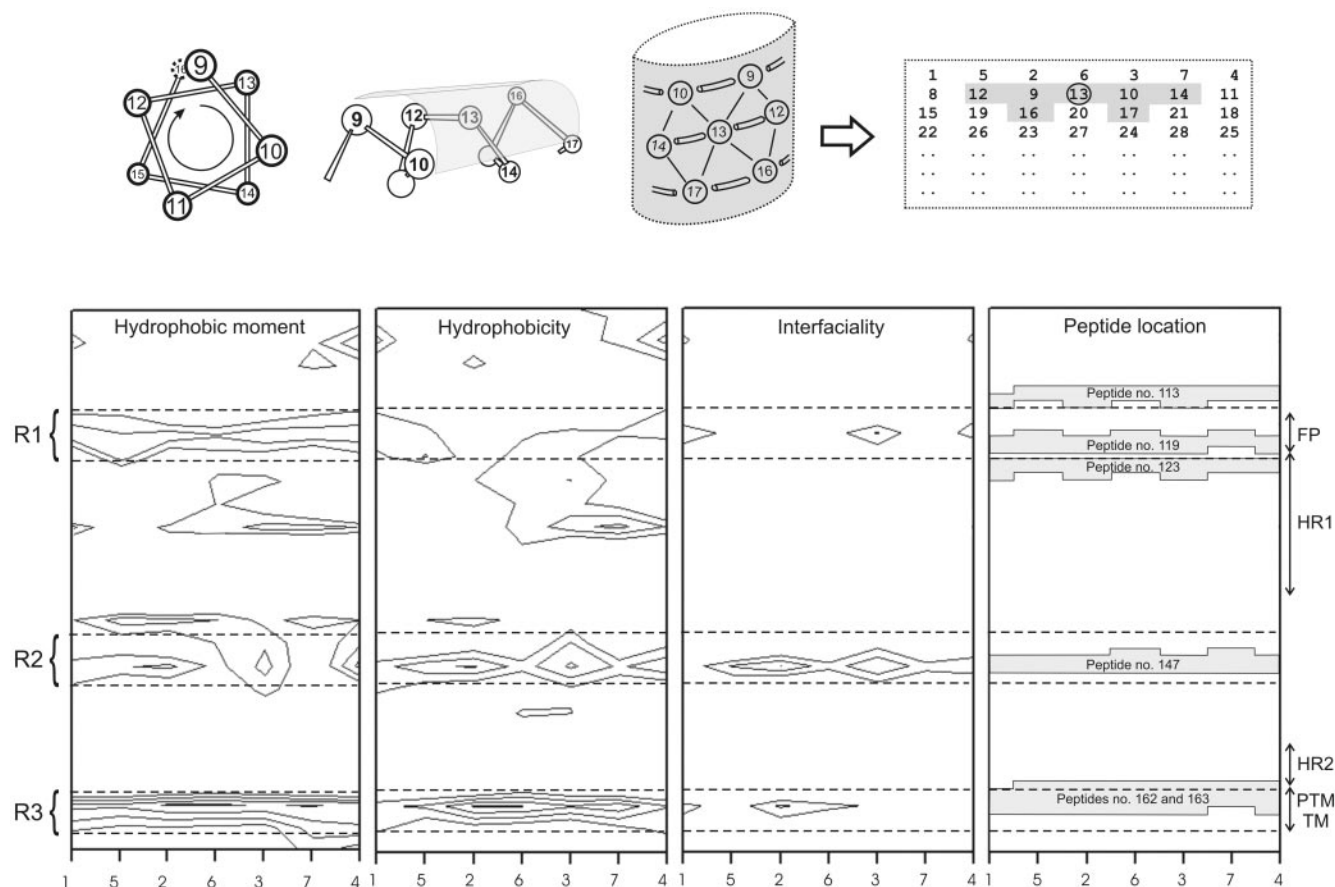 16 9
12 13
10
15 14
11
9 12 13 16 17
10 14
10 9
14 13 12
17 16
1 5 2 6 3 7 4
8 12 9 13 10 14 11
15 19 16 20 17 21 18
22 26 23 27 24 28 25
.. .. .. .. .. .. ..
.. .. .. .. .. .. ..
.. .. .. .. .. .. ..
Hydrophobic moment Hydrophobicity Interfaciality Peptide location
Peptide no. 113
R1 { FP
Peptide no. 119
Peptide no. 123
HR1
R2 { Peptide no. 147
HR2
R3 { Peptides no. 162 and 163 PTM
TM
1 5 2 6 3 7 4 1 5 2 6 3 7 4 1 5 2 6 3 7 4 1 5 2 6 3 7 4